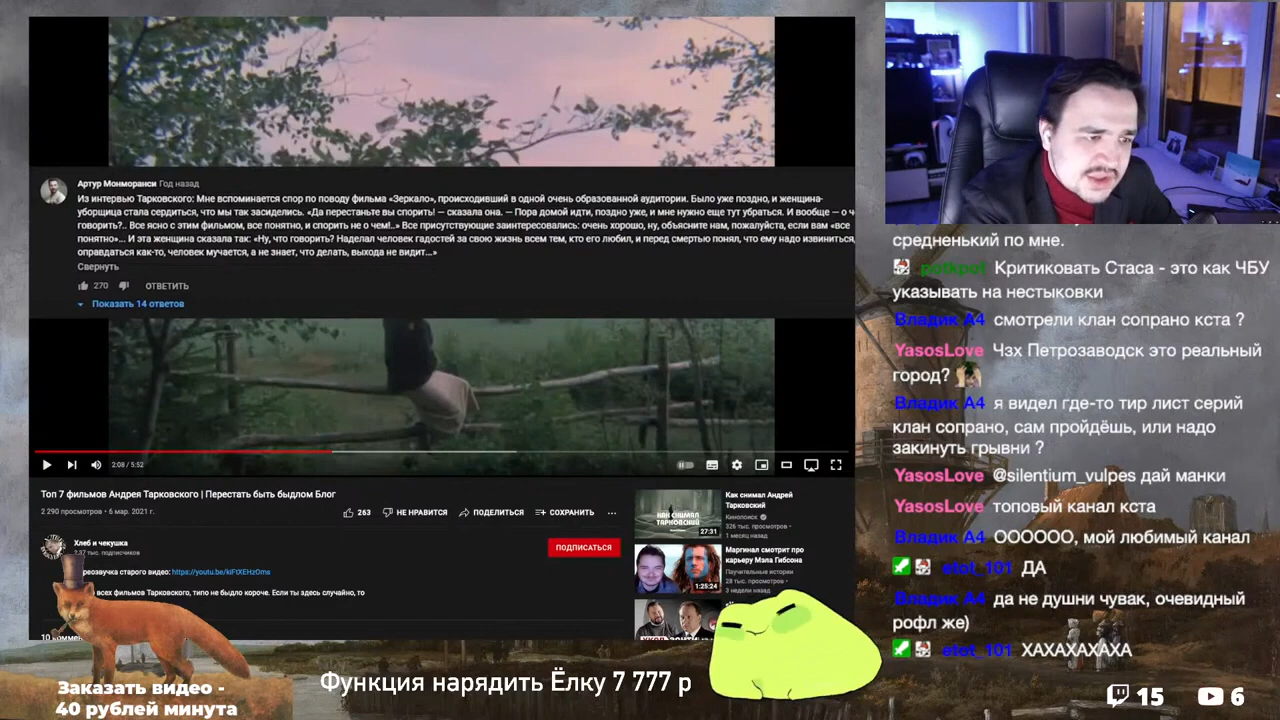 Артур Монморанси Год назад
Из интервью Тарковского: Мне вспоминается спор по поводу фильма «Зеркало», происходивший в одной очень образованной аудитории. Было уже поздно, и женщина-
уборщица стала сердиться, что мы так засиделись. «Да перестаньте вы спорить! — сказала она. — Пора домой идти, поздно уже, и мне нужно еще тут убраться. И вообще — о ч
говорить?.. Все ясно с этим фильмом, все понятно, и спорить не о чем!..» Все присутствующие заинтересовались: очень хорошо, ну, объясните нам, пожалуйста, если вам «все
понятно»... И эта женщина сказала так: «Ну, что говорить? Наделал человек гадостей за свою жизнь всем тем, кто его любил, и перед смертью понял, что ему надо извиниться,
оправдаться как-то, человек мучается, а не знает, что делать, выхода не видит...»
Свернуть
270 ОТВЕТИТЬ
Показать 14 ответов
2:08 / 5:52
Топ 7 фильмов Андрея Тарковского | Перестать быть быдлом Блог
2 290 просмотров • 6 мар. 2021 г.
263 НЕ НРАВИТСЯ ПОДЕЛИТЬСЯ СОХРАНИТЬ ...
Хлеб и чекушка
2,37 тыс. подписчиков
ПОДПИСАТЬСЯ
реозвучка старого видео:
всех фильмов Тарковского, типо не было короче. Если ты здесь случайно, то
КАК СНИМАЛ
ТАРКОВСКИЙ
27:31
Как снимал Андрей
Тарковский
Кинопоиск
326 тыс. просмотров •
1 месяц назад
1:25:24
Маргинал смотрит про
карьеру Мэла Гибсона
Паучительные истории
28 тыс. просмотров •
3 недели назад
средненький по мне.
potkpot Критиковать Стаса - это как ЧБУ
указывать на нестыковки
Владик А4 смотрели клан сопрано кста ?
YasosLove Чзх Петрозаводск это реальный
город?
Владик А4 я видел где-то тир лист серий
клан сопрано, сам пройдёшь, или надо
закинуть грывни ?
YasosLove @silentium_vulpes дай манки
YasosLove топовый канал кста
Владик А4 ОООООО, мой любимый канал
etot_101 ДА
Владик А4 да не душни чувак, очевидный
рофл же)
etot_101 ХАХАХАХАХА
Заказать видео -
40 рублей минута
Функция нарядить Ёлку 7 777 р
15 6